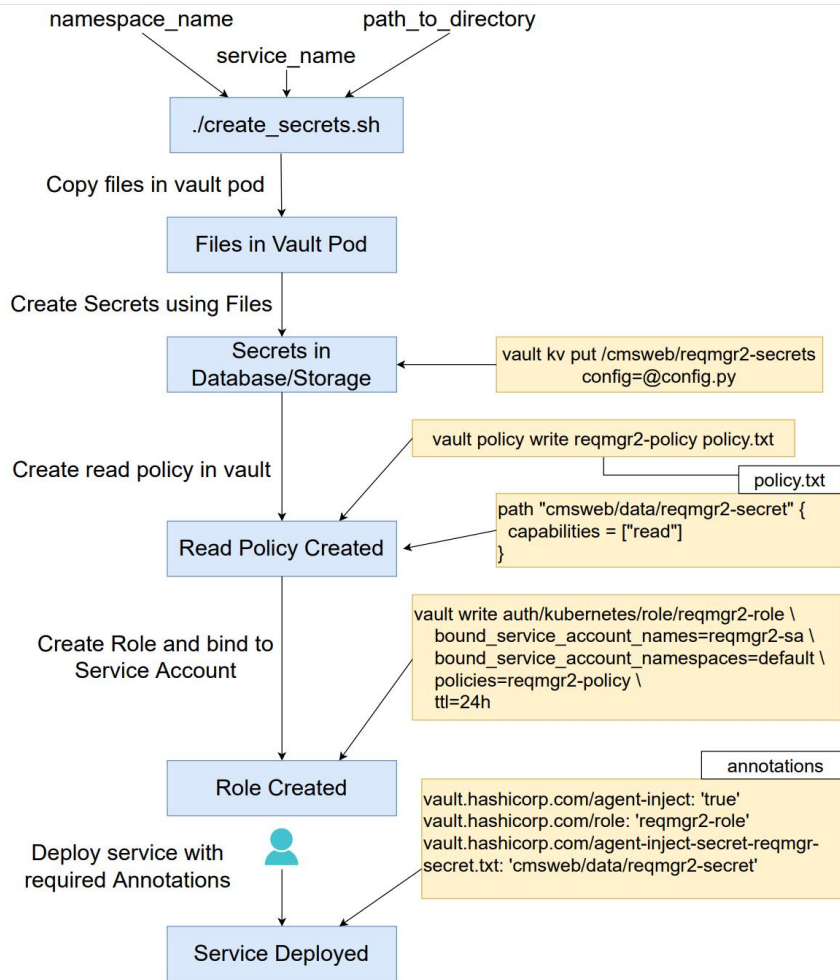 namespace_name
path_to_directory
service_name
./create_secrets.sh
Copy files in vault pod
Files in Vault Pod
Create Secrets using Files
Secrets in
Database/Storage
vault kv put /cmsweb/reqmgr2-secrets
config=@config.py
vault policy write reqmgr2-policy policy.txt
Create read policy in vault
policy.txt
path "cmsweb/data/reqmgr2-secret" {
capabilities = ["read"]
}
Read Policy Created
Create Role and bind to
Service Account
vault write auth/kubernetes/role/reqmgr2-role \
bound_service_account_names=reqmgr2-sa \
bound_service_account_namespaces=default \
policies=reqmgr2-policy \
ttl=24h
Role Created
annotations
vault.hashicorp.com/agent-inject: 'true'
vault.hashicorp.com/role: 'reqmgr2-role'
vault.hashicorp.com/agent-inject-secret-reqmgr-
secret.txt: 'cmsweb/data/reqmgr2-secret'
Deploy service with
required Annotations
Service Deployed